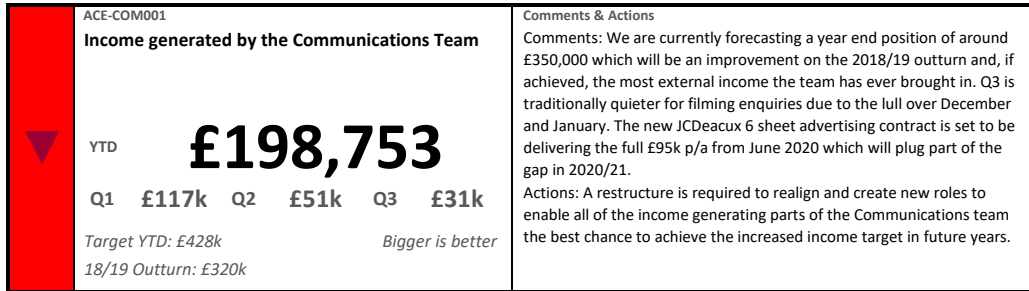 ACE-COM001
Income generated by the Communications Team
YTD £198,753
Q1 £117k Q2 £51k Q3 £31k
Target YTD: £428k Bigger is better
18/19 Outturn: £320k
Comments & Actions
Comments: We are currently forecasting a year end position of around
£350,000 which will be an improvement on the 2018/19 outturn and, if
achieved, the most external income the team has ever brought in. Q3 is
traditionally quieter for filming enquiries due to the lull over December
and January. The new JCDeacux 6 sheet advertising contract is set to be
delivering the full £95k p/a from June 2020 which will plug part of the
gap in 2020/21.
Actions: A restructure is required to realign and create new roles to
enable all of the income generating parts of the Communications team
the best chance to achieve the increased income target in future years.